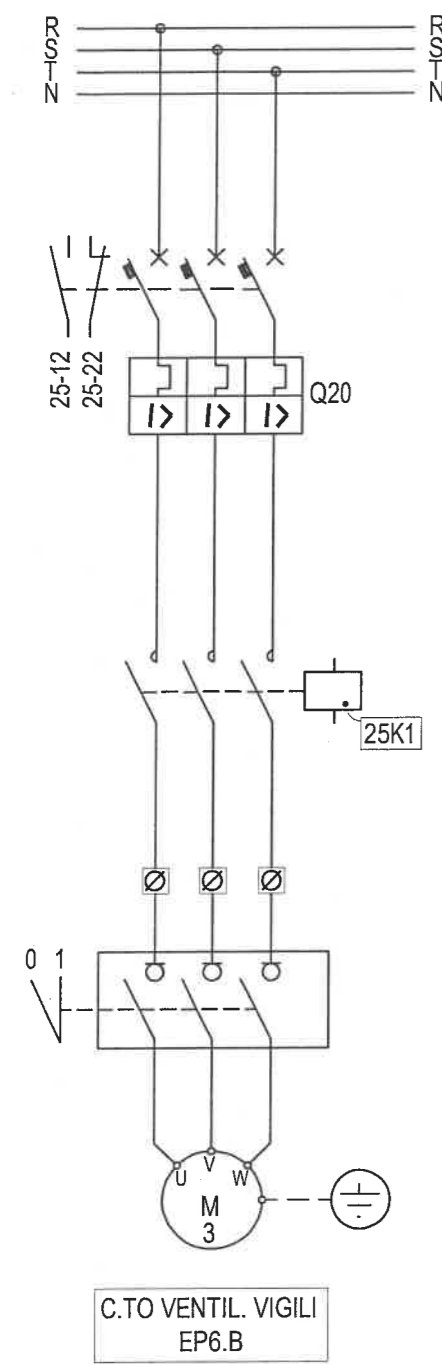 R R
S S
T T
N N
25-12
25-22
Q20
I> I> I>
25K1
0 1
U V W
M
3
C.TO VENTIL. VIGILI
EP6.B